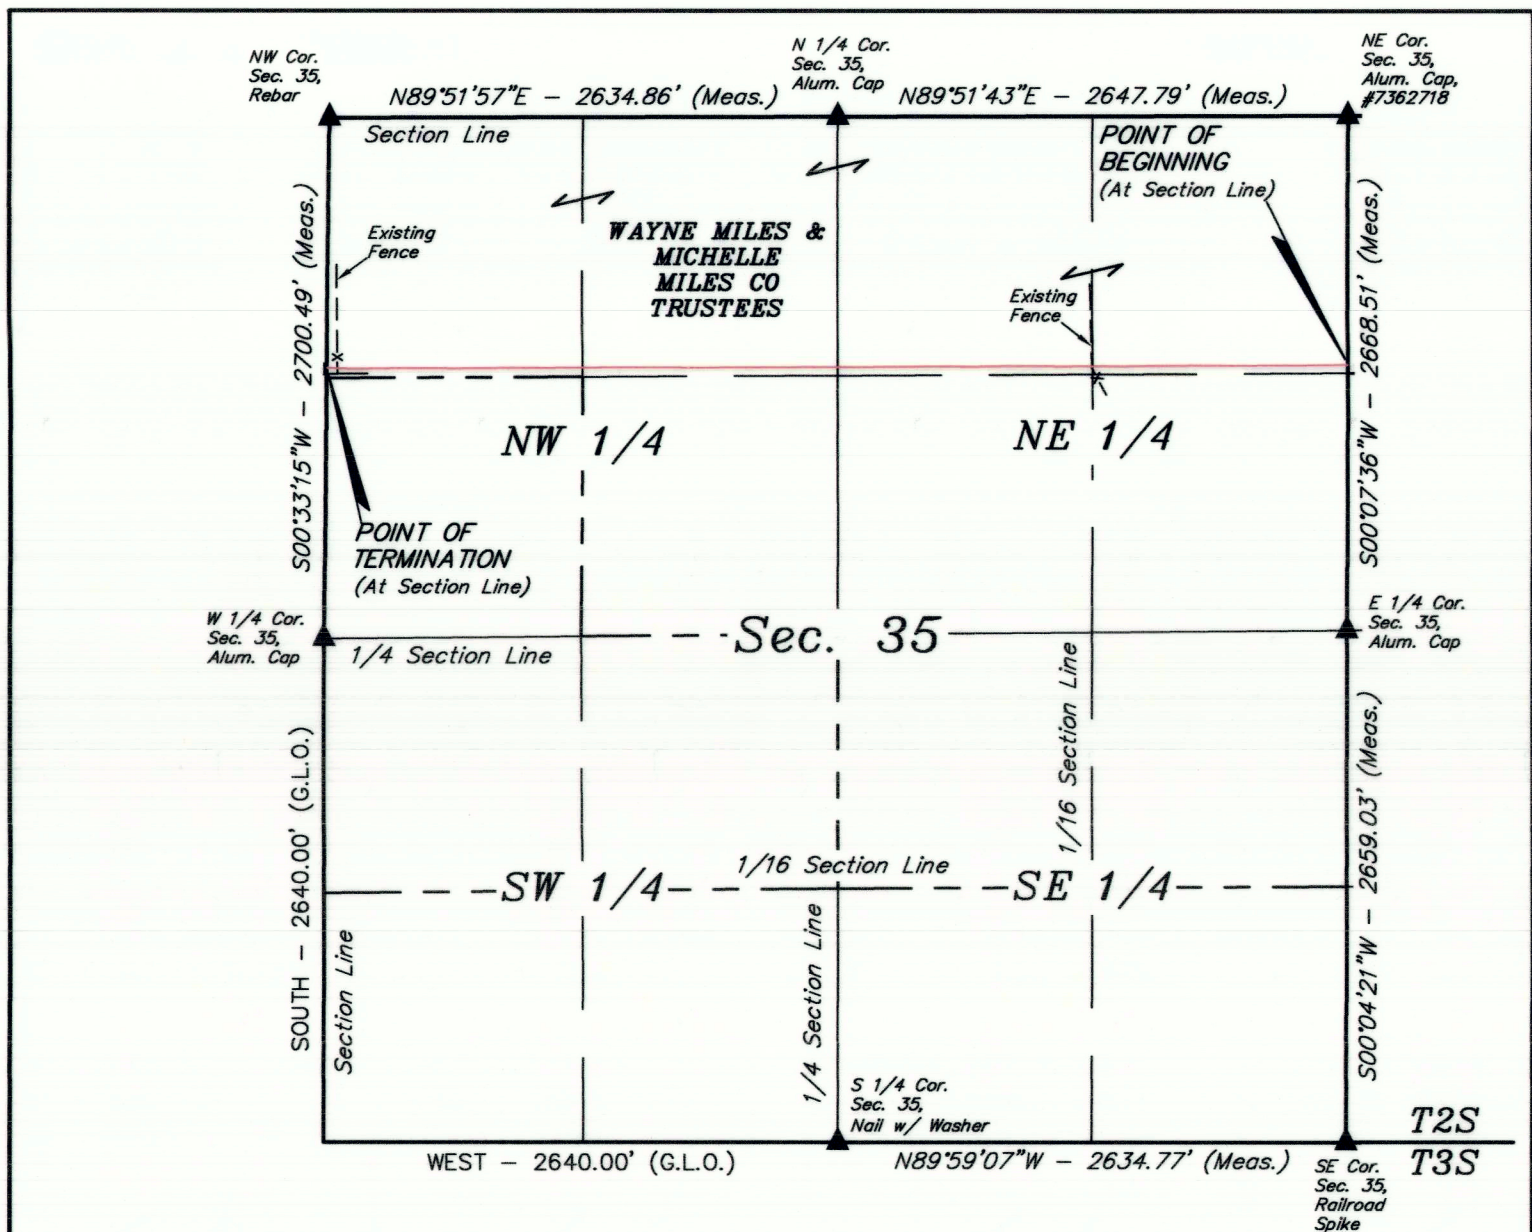 NW Cor.
Sec. 35,
Rebar
N 1/4 Cor.
Sec. 35,
Alum. Cap
NE Cor.
Sec. 35,
Alum. Cap,
#7362718
N89°51'57"E - 2634.86' (Meas.)
N89°51'43"E - 2647.79' (Meas.)
Section Line
POINT OF
BEGINNING
(At Section Line)
Existing
Fence
WAYNE MILES &
MICHELLE
MILES CO
TRUSTEES
Existing
Fence
S00°33'15"W - 2700.49' (Meas.)
S00°07'36"W - 2668.51' (Meas.)
NW 1/4
NE 1/4
POINT OF
TERMINATION
(At Section Line)
W 1/4 Cor.
Sec. 35,
Alum. Cap
1/4 Section Line
Sec. 35
E 1/4 Cor.
Sec. 35,
Alum. Cap
1/16 Section Line
SOUTH - 2640.00' (G.L.O.)
Section Line
S00°04'21"W - 2659.03' (Meas.)
SW 1/4
1/16 Section Line
SE 1/4
1/4 Section Line
S 1/4 Cor.
Sec. 35,
Nail w/ Washer
T2S
T3S
WEST - 2640.00' (G.L.O.)
N89°59'07"W - 2634.77' (Meas.)
SE Cor.
Sec. 35,
Railroad
Spike